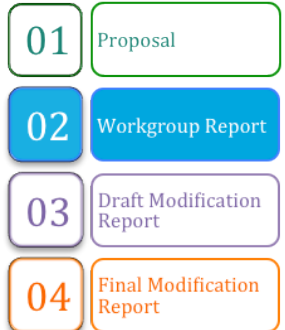 01
Proposal
02
Workgroup Report
03
Draft Modification
Report
04
Final Modification
Report